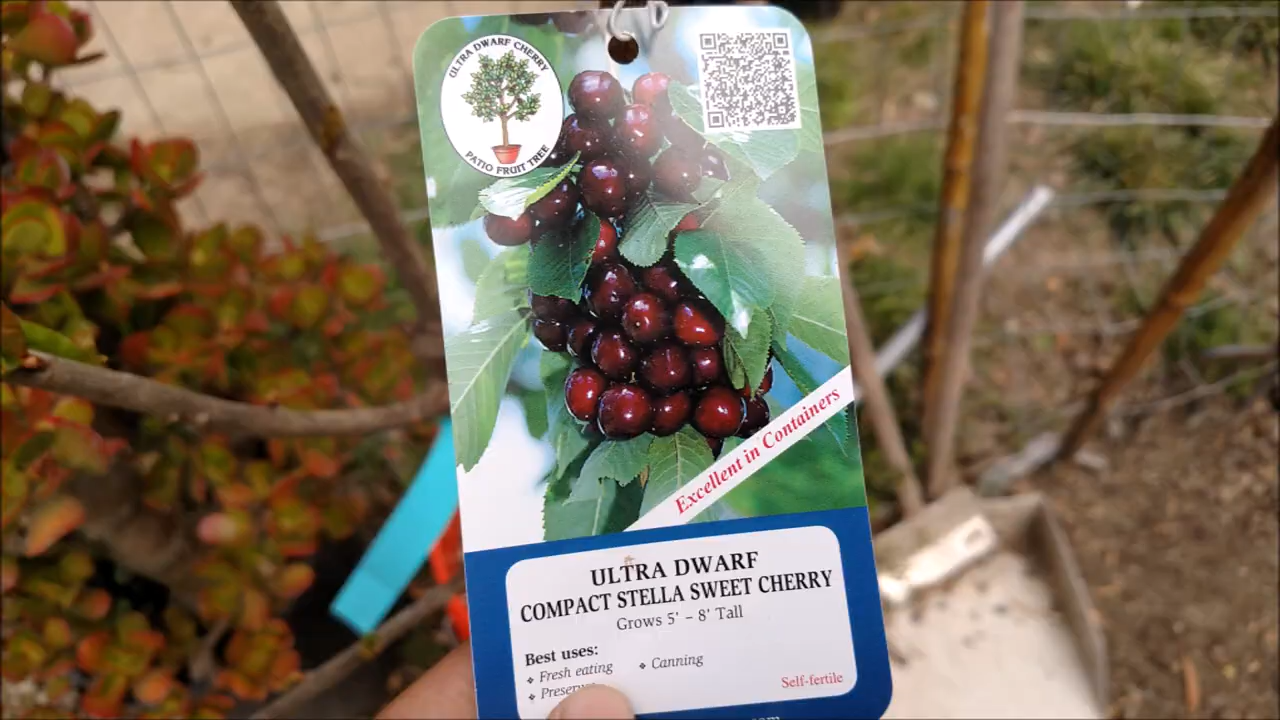 ULTRA DWARF CHERRY
PATIO FRUIT TREE
Excellent in Containers
ULTRA DWARF
COMPACT STELLA SWEET CHERRY
Grows 5' – 8' Tall
Best uses:
❖ Fresh eating ❖ Canning
❖
Self-fertile